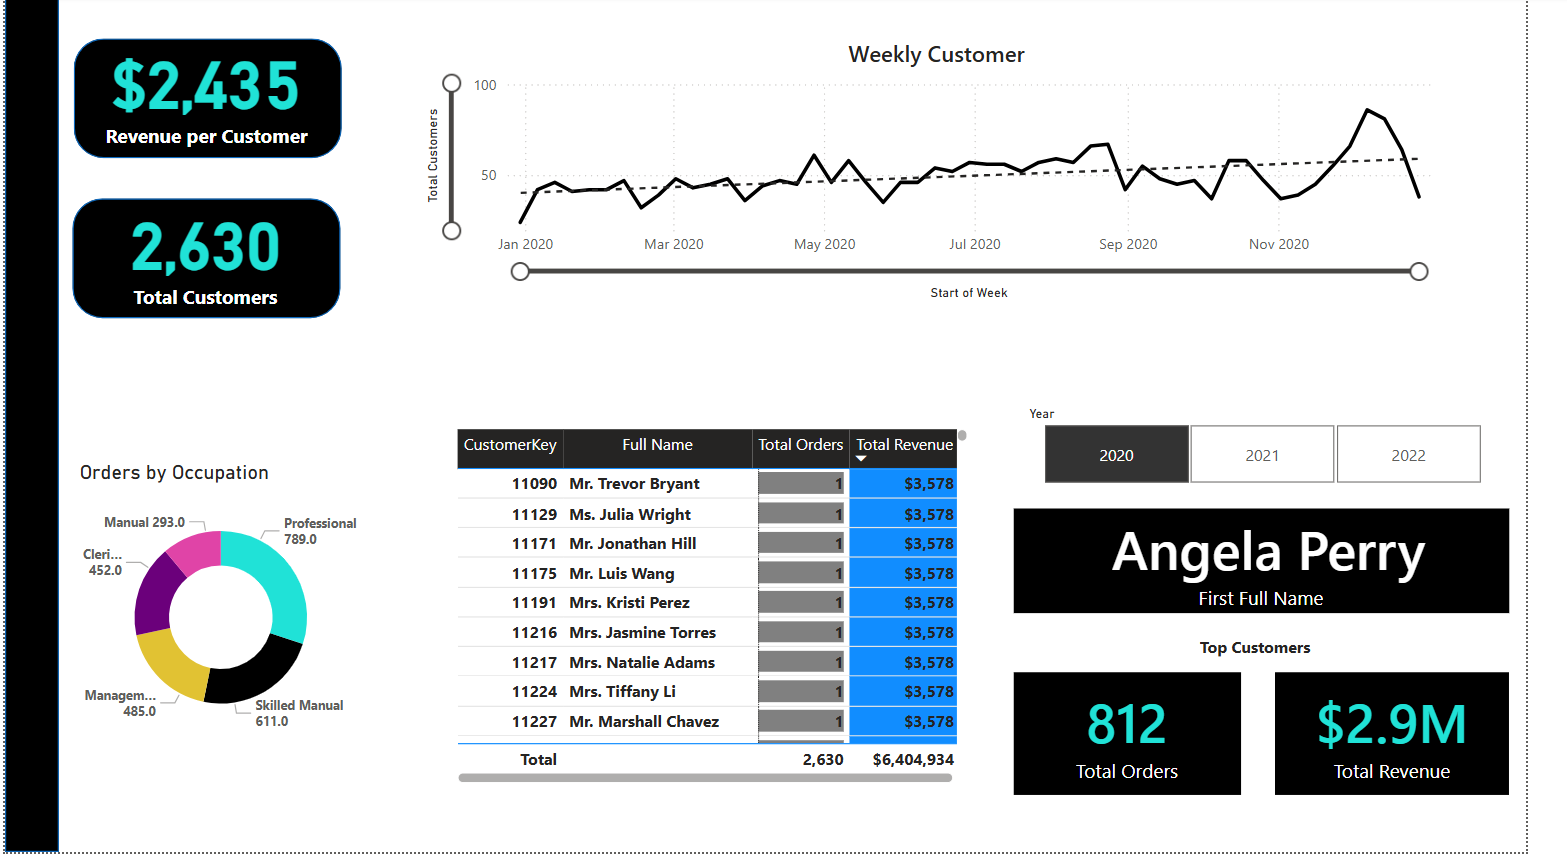 $2,435
Revenue per Customer
2,630
Total Customers
Weekly Customer
Total Customers
100
50
Jan 2020 Mar 2020 May 2020 Jul 2020 Sep 2020 Nov 2020
Start of Week
Orders by Occupation
Manual 293.0
Professional
789.0
Cleri...
452.0
Managem...
485.0
Skilled Manual
611.0
CustomerKey Full Name Total Orders Total Revenue
11090 Mr. Trevor Bryant 1 $3,578
11129 Ms. Julia Wright 1 $3,578
11171 Mr. Jonathan Hill 1 $3,578
11175 Mr. Luis Wang 1 $3,578
11191 Mrs. Kristi Perez 1 $3,578
11216 Mrs. Jasmine Torres 1 $3,578
11217 Mrs. Natalie Adams 1 $3,578
11224 Mrs. Tiffany Li 1 $3,578
11227 Mr. Marshall Chavez 1 $3,578
Total 2,630 $6,404,934
Year
2020 2021 2022
Angela Perry
First Full Name
Top Customers
812
Total Orders
$2.9M
Total Revenue